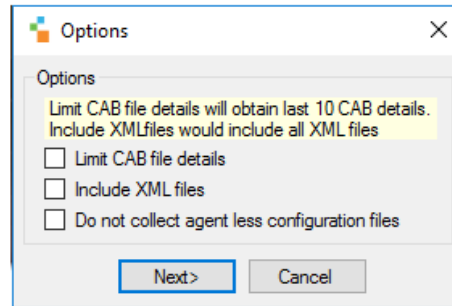 Options
Options
Limit CAB file details will obtain last 10 CAB details.
Include XMLfiles would include all XML files
Limit CAB file details
Include XML files
Do not collect agent less configuration files
Next>
Cancel